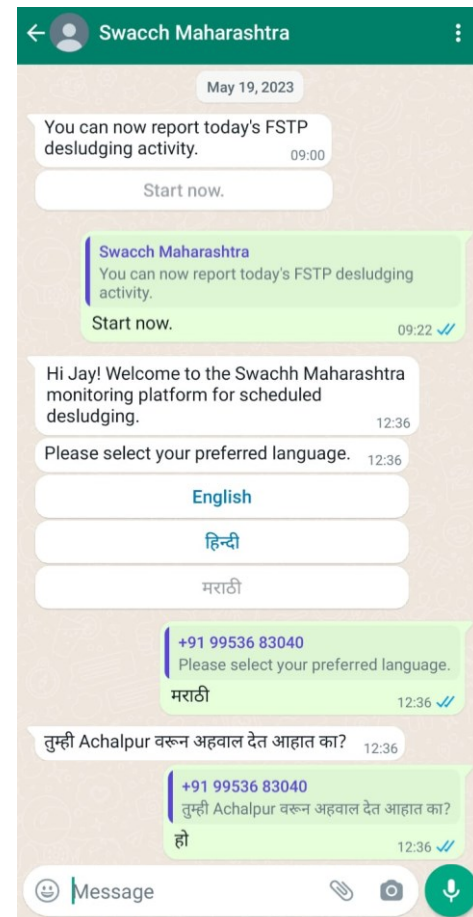 Swacch Maharashtra
May 19, 2023
You can now report today's FSTP
desludging activity.
09:00
Start now.
Swacch Maharashtra
You can now report today's FSTP desludging
activity.
Start now.
09:22
Hi Jay! Welcome to the Swachh Maharashtra
monitoring platform for scheduled
desludging.
12:36
Please select your preferred language.
12:36
English
हिन्दी
मराठी
+91 99536 83040
Please select your preferred language.
मराठी
12:36
तुम्ही Achalpur वरून अहवाल देत आहात का?
12:36
+91 99536 83040
तुम्ही Achalpur वरून अहवाल देत आहात का?
हो
12:36
Message